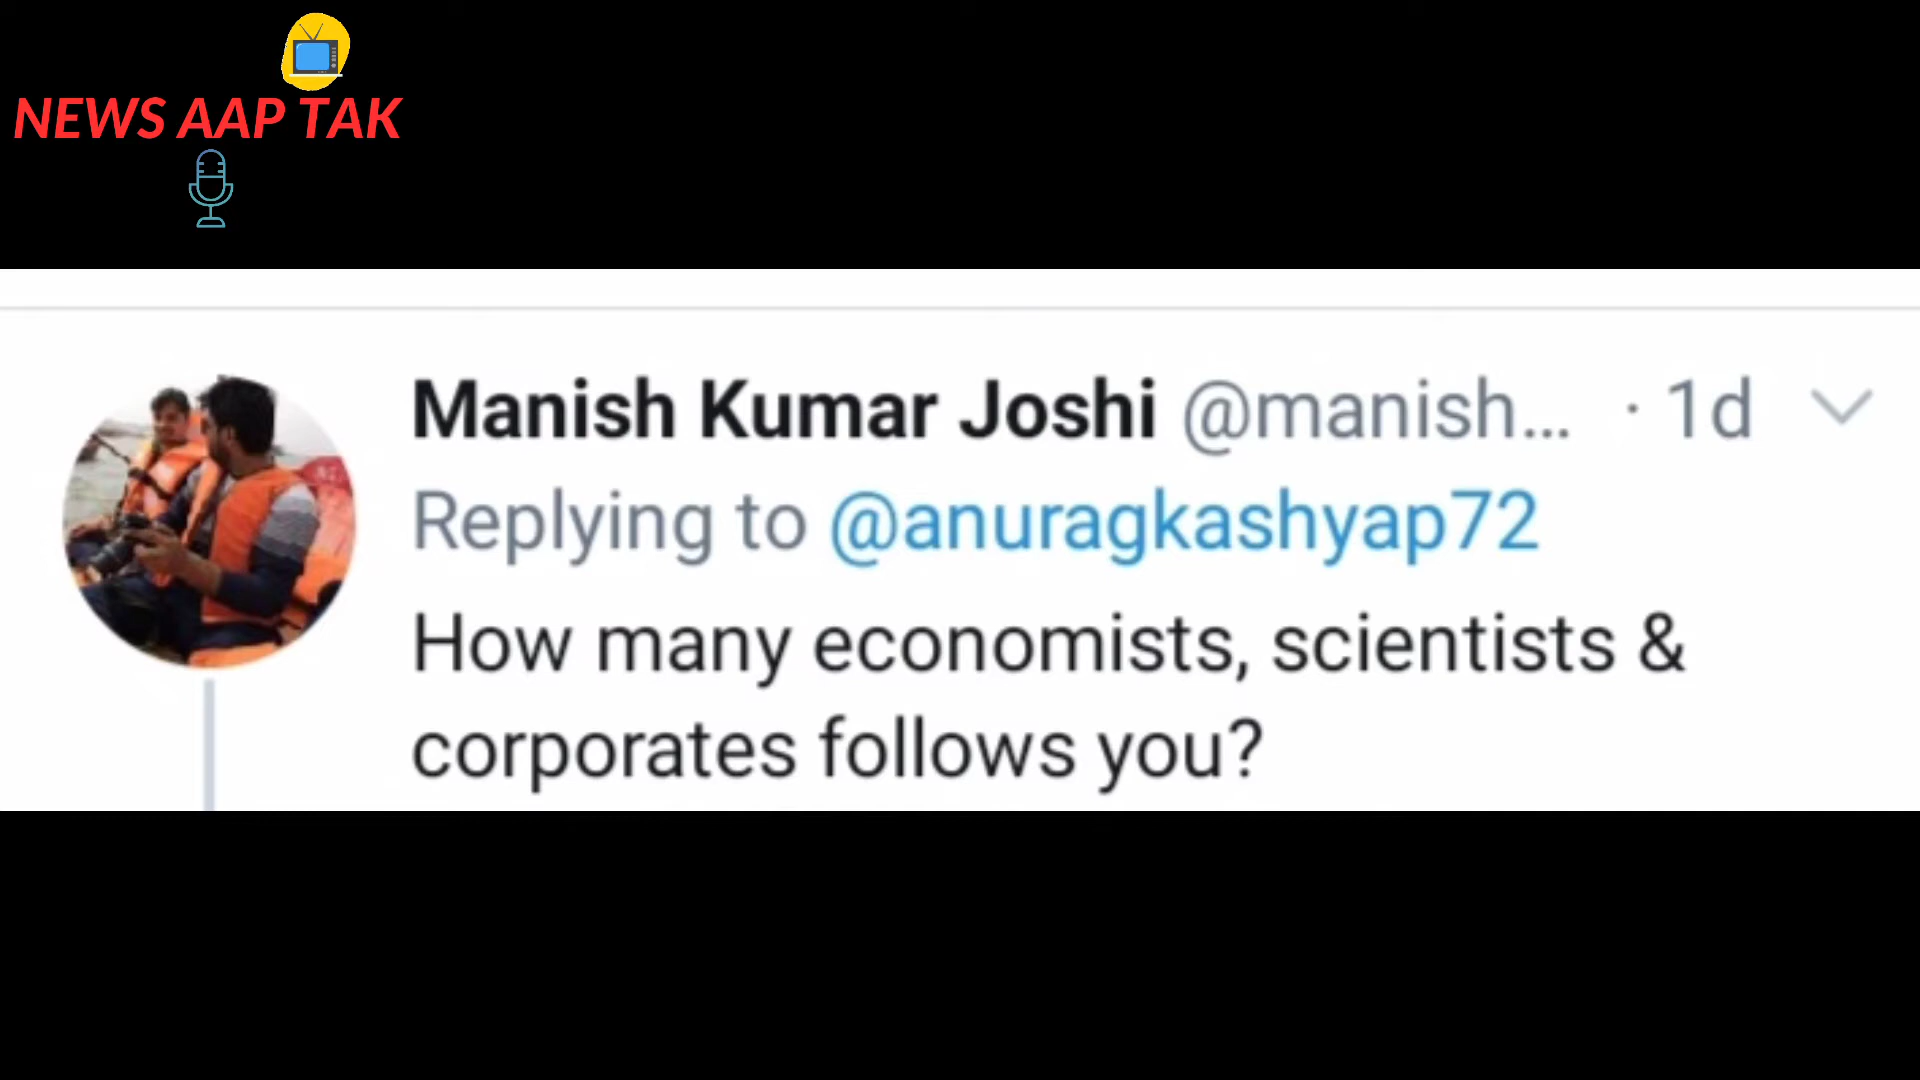 NEWS AAP TAK
Manish Kumar Joshi @manish... · 1d
Replying to @anuragkashyap72
How many economists, scientists &
corporates follows you?